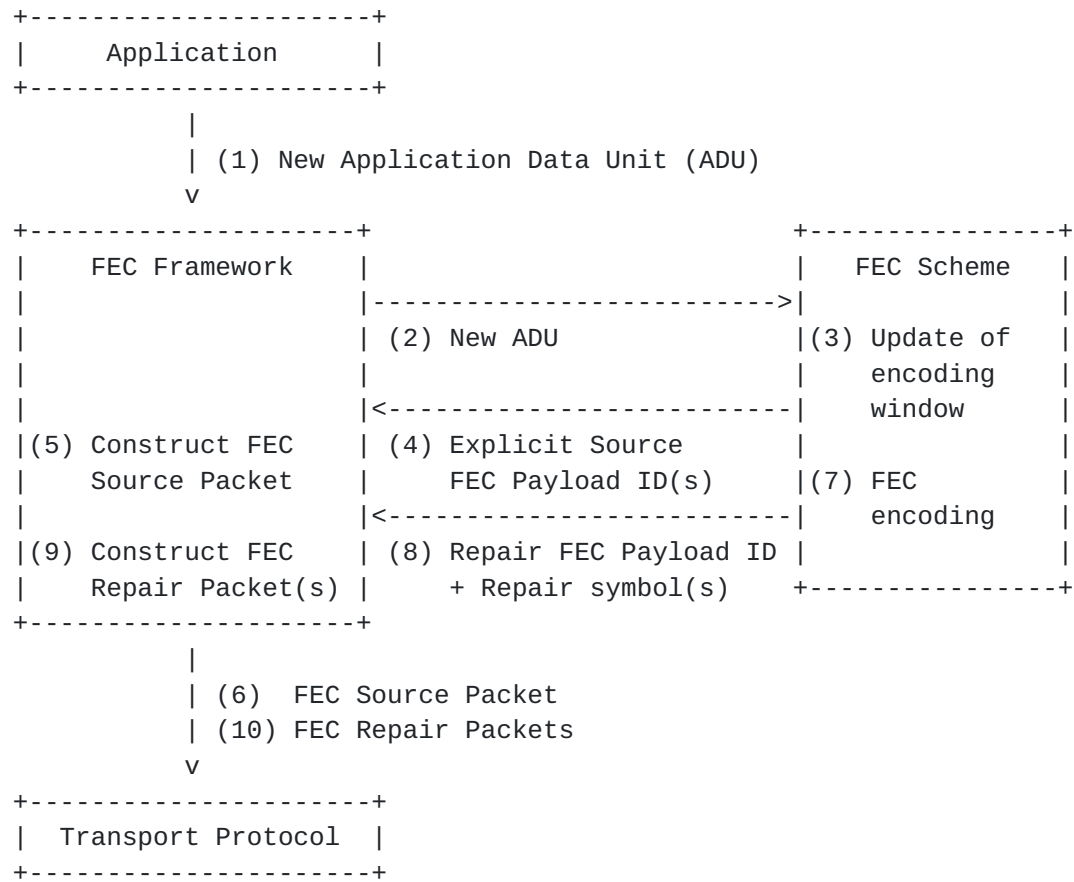 +----------------------+
|     Application      |
+----------------------+
           |
           | (1) New Application Data Unit (ADU)
           v
+---------------------+                           +----------------+
|    FEC Framework    |                           |   FEC Scheme   |
|                     |-------------------------->|                |
|                     | (2) New ADU               |(3) Update of   |
|                     |                           |    encoding    |
|                     |<--------------------------|    window      |
|(5) Construct FEC    | (4) Explicit Source       |                |
|    Source Packet    |     FEC Payload ID(s)     |(7) FEC         |
|                     |<--------------------------|    encoding    |
|(9) Construct FEC    | (8) Repair FEC Payload ID |                |
|    Repair Packet(s) |     + Repair symbol(s)    +----------------+
+---------------------+
           |
           | (6)  FEC Source Packet
           | (10) FEC Repair Packets
           v
+----------------------+
|  Transport Protocol  |
+----------------------+